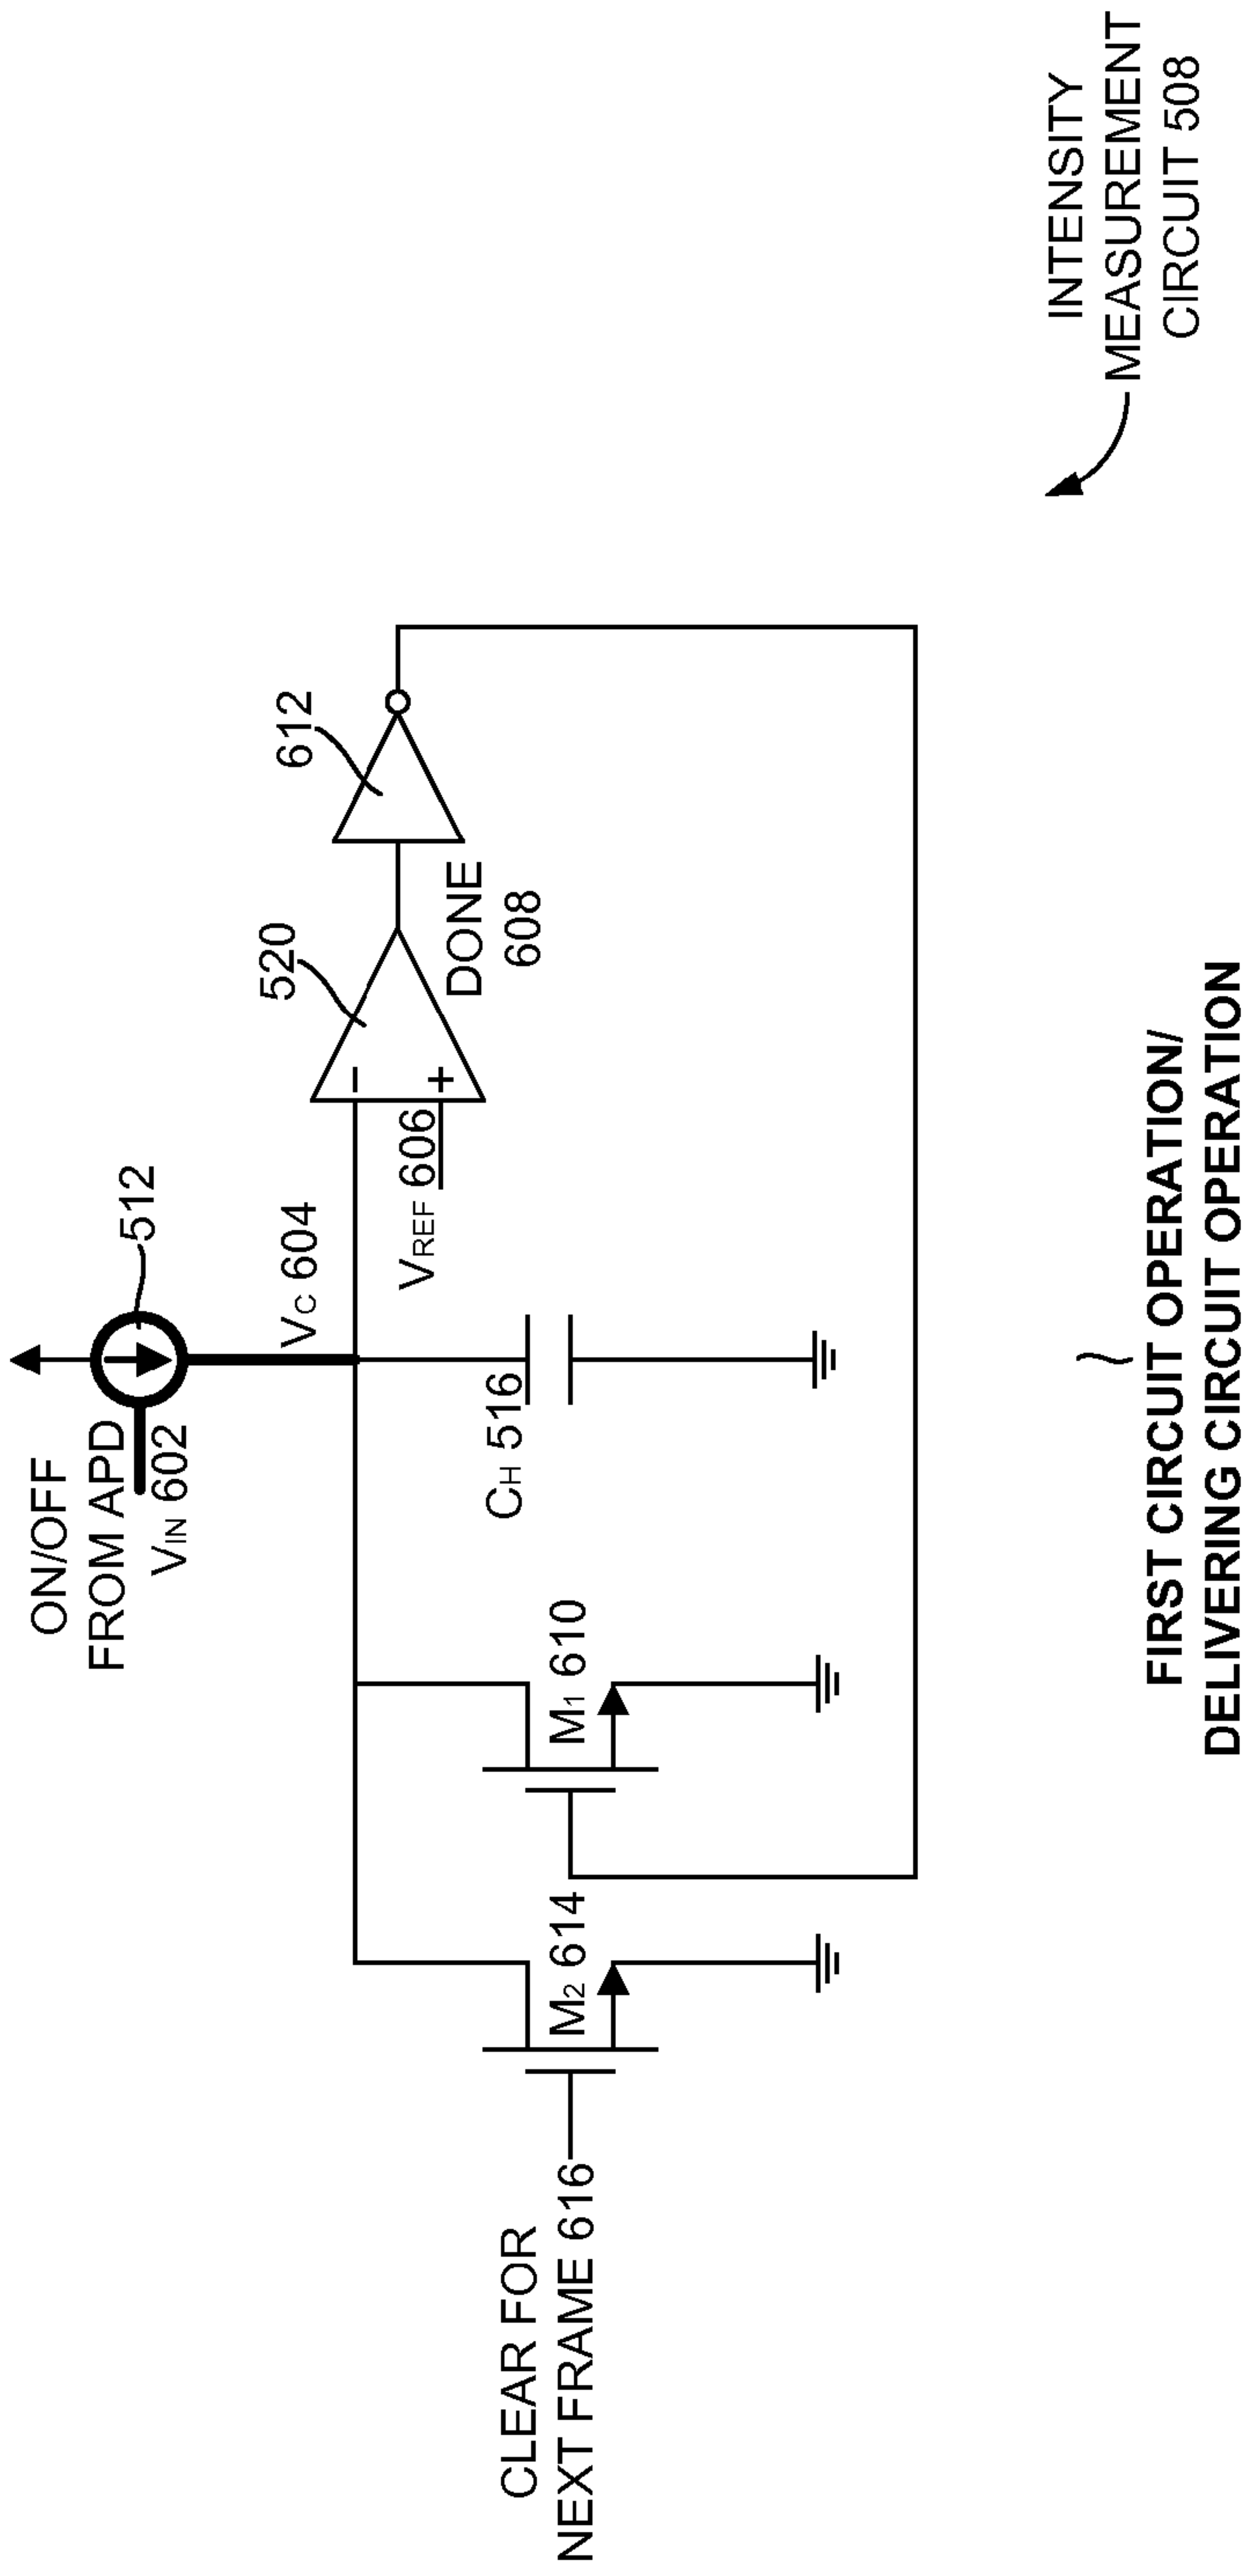 ON/OFF
FROM APD
VIN 602
512
VC 604
520
612
VREF 606
DONE
608
CH 516
M1 610
M2 614
CLEAR FOR
NEXT FRAME 616
−
+
INTENSITY
MEASUREMENT
CIRCUIT 508
FIRST CIRCUIT OPERATION/
DELIVERING CIRCUIT OPERATION